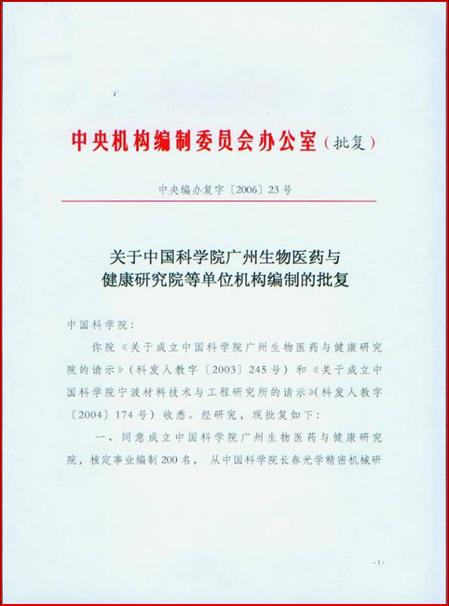 中央机构编制委员会办公室（批复）
中央编办复字〔2006〕23号
关于中国科学院广州生物医药与
健康研究院等单位机构编制的批复
中国科学院：
你院《关于成立中国科学院广州生物医药与健康研究
院的请示》（科发人教字〔2003〕245号）和《关于成立中
国科学院宁波材料技术与工程研究所的请示》（科发人教字
〔2004〕174号）收悉。经研究，现批复如下：
一、同意成立中国科学院广州生物医药与健康研究
院，核定事业编制200名，从中国科学院长春光学精密机械研
-1-